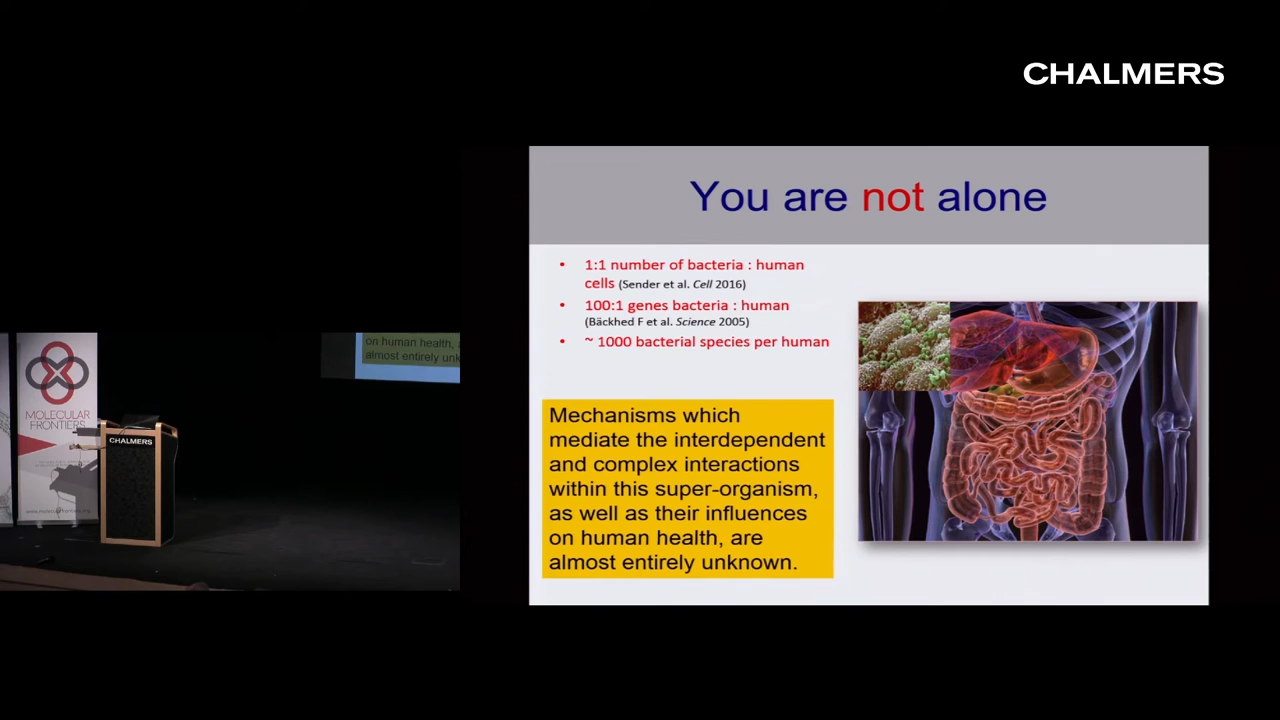 CHALMERS
You are not alone
• 1:1 number of bacteria : human
cells (Sender et al. Cell 2016)
• 100:1 genes bacteria : human
(Bäckhed F et al. Science 2005)
• ~ 1000 bacterial species per human
Mechanisms which
mediate the interdependent
and complex interactions
within this super-organism,
as well as their influences
on human health, are
almost entirely unknown.
on human health, a
almost entirely unk
MOLECULAR
FRONTIERS
CHALMERS